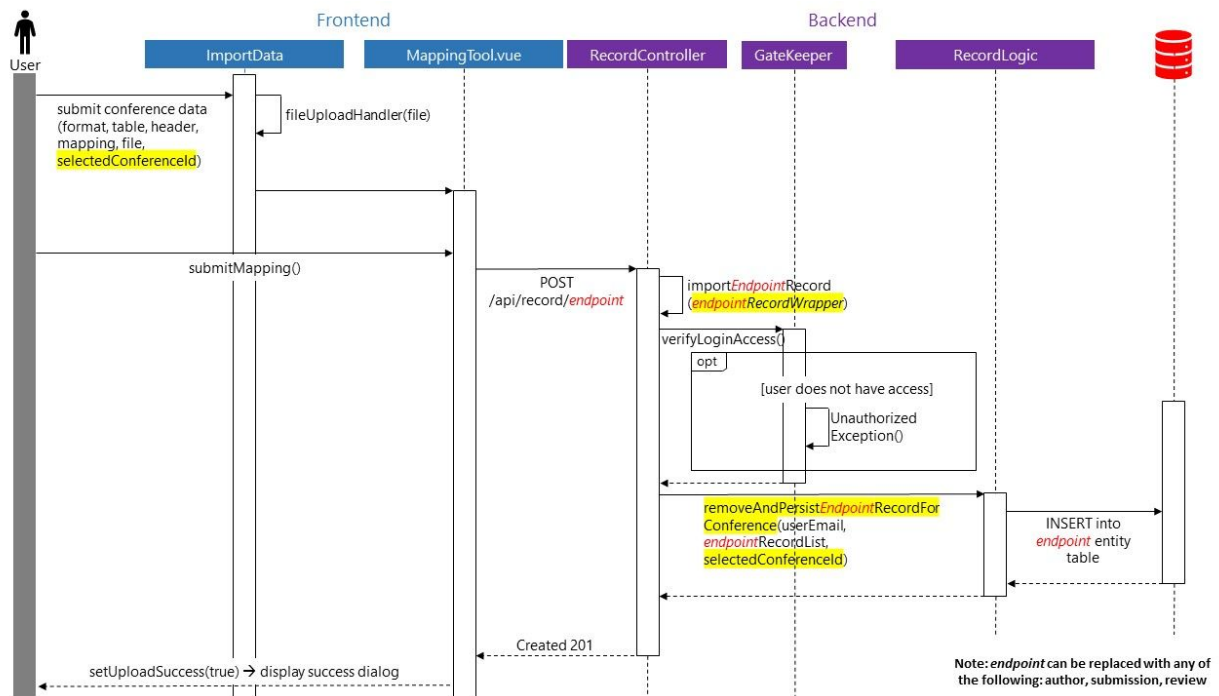 Frontend
Backend
User
ImportData
MappingTool.vue
RecordController
GateKeeper
RecordLogic
submit conference data
(format, table, header,
mapping, file,
selectedConferenceId)
fileUploadHandler(file)
submitMapping()
POST
/api/record/endpoint
importEndpointRecord
(endpointRecordWrapper)
verifyLoginAccess()
opt
[user does not have access]
Unauthorized
Exception()
removeAndPersistEndpointRecordFor
Conference(userEmail,
endpointRecordList,
selectedConferenceId)
INSERT into
endpoint entity
table
Created 201
setUploadSuccess(true) → display success dialog
Note: endpoint can be replaced with any of
the following: author, submission, review